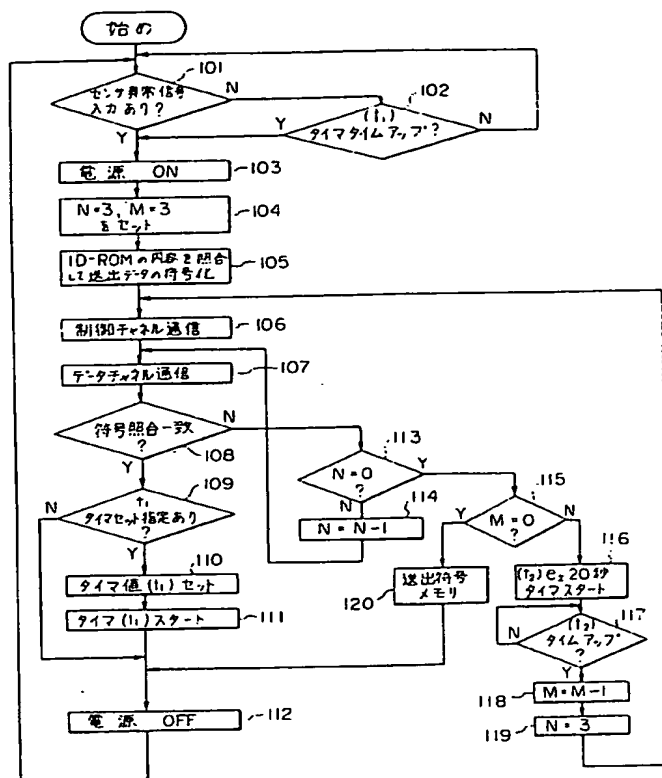 始め
101
センサ異常信号
入力あり?
N
Y
102
(t₁)
タイマタイムアップ?
Y
N
電源 ON
103
N=3, M=3
をセット
104
ID-ROMの内容を照合
して送出データの符号化
105
制御チャネル通信
106
データチャネル通信
107
符号照合一致
?
N
Y
108
109
t₁
タイマセット指定あり
?
N
Y
110
タイマ値(t₁)セット
タイマ(t₁)スタート
111
電源 OFF
112
113
N=0
?
Y
N
114
N=N-1
115
M=0
?
Y
N
120
送出符号
メモリ
116
20秒
タイマスタート
117
(t₂)
タイムアップ
?
N
Y
118
M=M-1
119
N=3